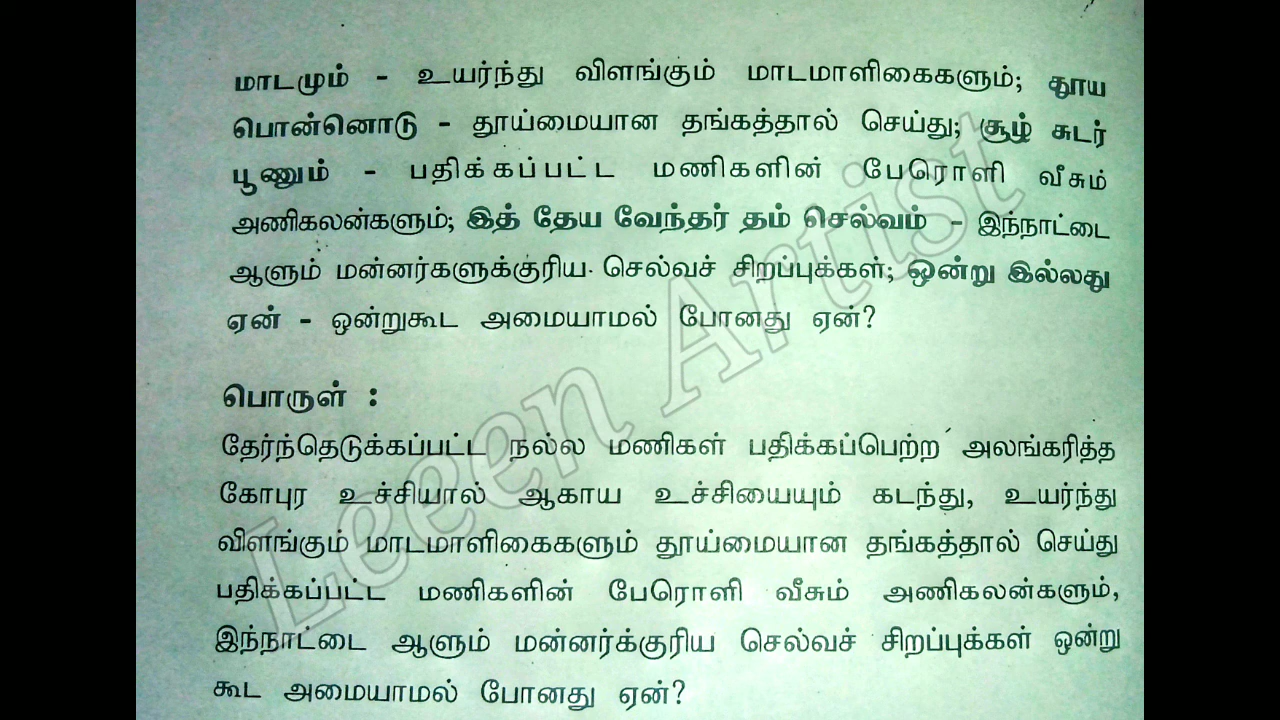 மாடமும் - உயர்ந்து விளங்கும் மாடமாளிகைகளும்; தூய
பொன்னொடு - தூய்மையான தங்கத்தால் செய்து; சூழ் சுடர்
பூணும் - பதிக்கப்பட்ட மணிகளின் பேரொளி வீசும்
அணிகலன்களும்; இத் தேய வேந்தர் தம் செல்வம் - இந்நாட்டை
ஆளும் மன்னர்களுக்குரிய செல்வச் சிறப்புக்கள்; ஒன்று இல்லது
ஏன் - ஒன்றுகூட அமையாமல் போனது ஏன்?
பொருள் :
தேர்ந்தெடுக்கப்பட்ட நல்ல மணிகள் பதிக்கப்பெற்ற அலங்கரித்த
கோபுர உச்சியால் ஆகாய உச்சியையும் கடந்து, உயர்ந்து
விளங்கும் மாடமாளிகைகளும் தூய்மையான தங்கத்தால் செய்து
பதிக்கப்பட்ட மணிகளின் பேரொளி வீசும் அணிகலன்களும்,
இந்நாட்டை ஆளும் மன்னர்க்குரிய செல்வச் சிறப்புக்கள் ஒன்று
கூட அமையாமல் போனது ஏன்?
Leeen Artist